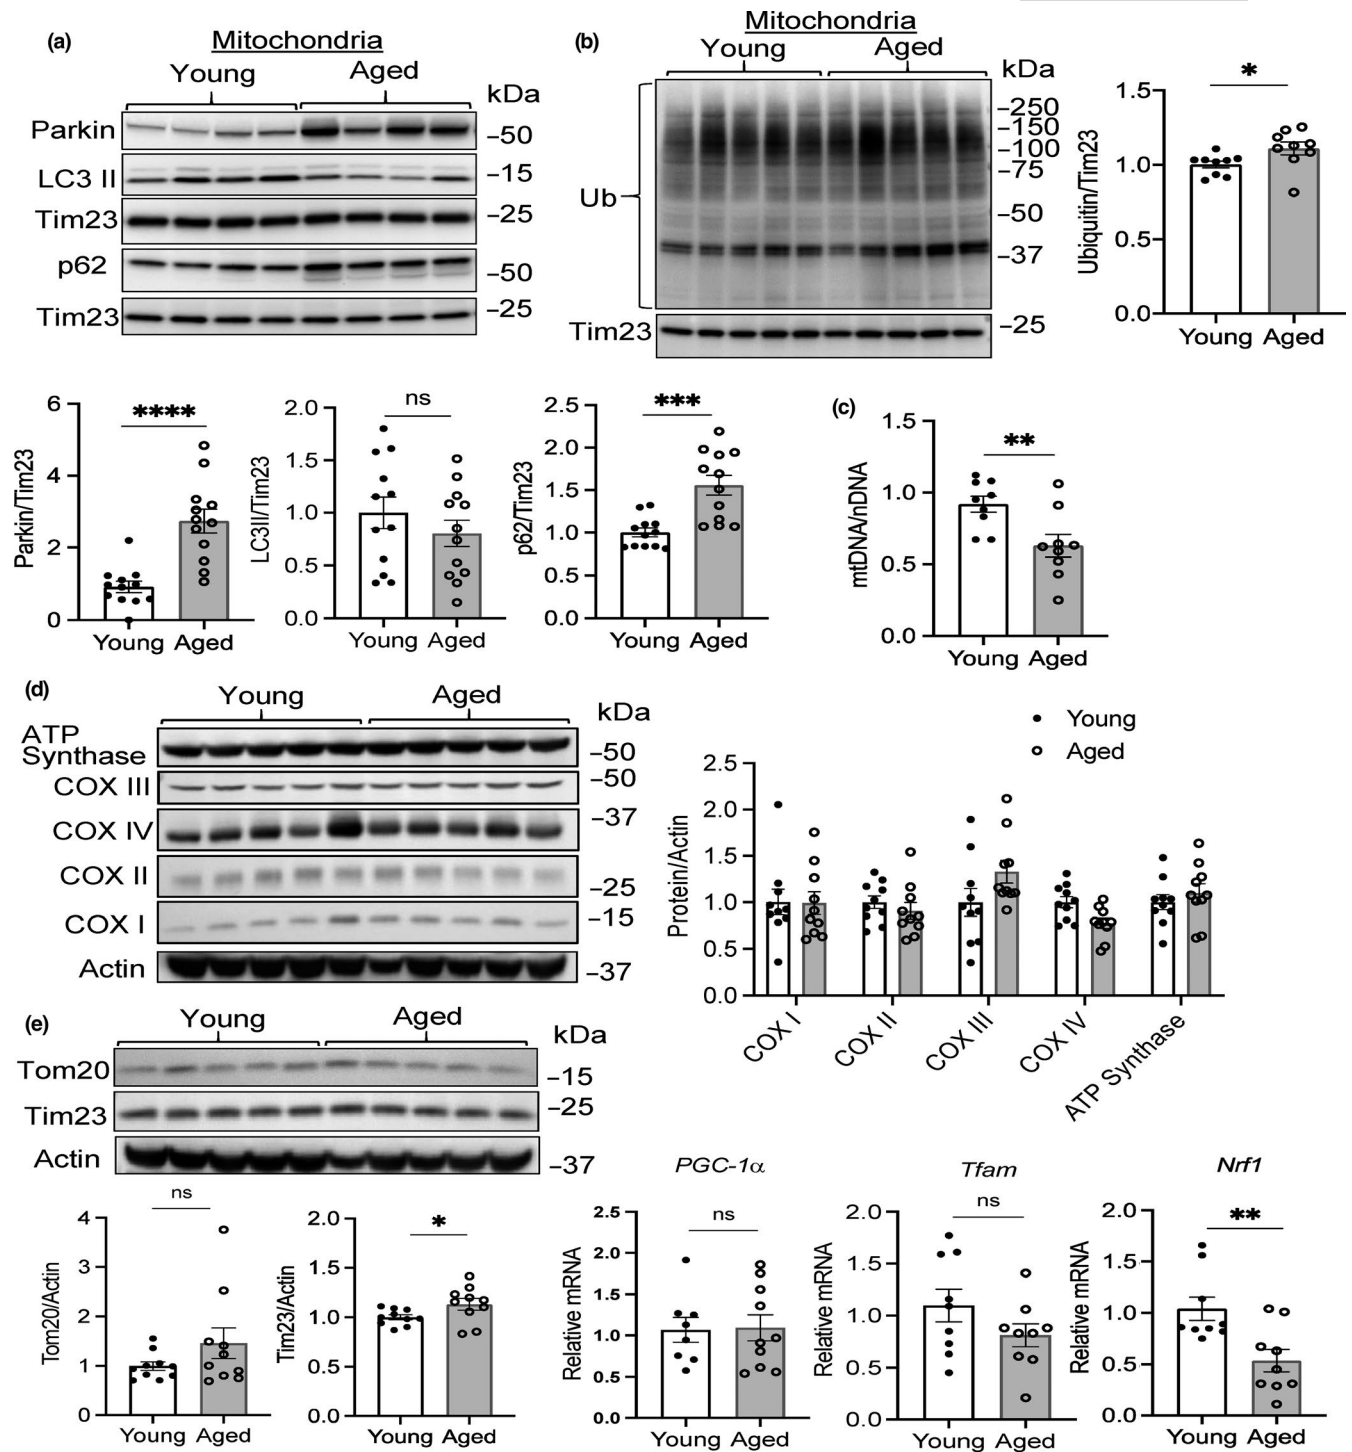 (a)
Mitochondria
Young Aged
kDa
Parkin –50
LC3 II –15
Tim23 –25
p62 –50
Tim23 –25
(b)
Mitochondria
Young Aged
kDa
–250
–150
–100
–75
Ub –50
–37
Tim23 –25
*
Ubiquitin/Tim23
1.5
1.0
0.5
0.0
Young Aged
****
Parkin/Tim23
6
4
2
0
Young Aged
ns
LC3II/Tim23
2.0
1.5
1.0
0.5
0.0
Young Aged
***
p62/Tim23
2.5
2.0
1.5
1.0
0.5
0.0
Young Aged
(c)
**
mtDNA/nDNA
1.5
1.0
0.5
0.0
Young Aged
(d)
Young Aged
kDa
ATP
Synthase –50
COX III –50
COX IV –37
COX II –25
COX I –15
Actin –37
Young
Aged
Protein/Actin
2.5
2.0
1.5
1.0
0.5
0.0
COX I COX II COX III COX IV ATP Synthase
(e)
Young Aged
kDa
Tom20 –15
Tim23 –25
Actin –37
ns
Tom20/Actin
4
3
2
1
0
Young Aged
*
Tim23/Actin
2.0
1.5
1.0
0.5
0.0
Young Aged
PGC-1α
ns
Relative mRNA
2.5
2.0
1.5
1.0
0.5
0.0
Young Aged
Tfam
ns
Relative mRNA
2.0
1.5
1.0
0.5
0.0
Young Aged
Nrf1
**
Relative mRNA
2.0
1.5
1.0
0.5
0.0
Young Aged